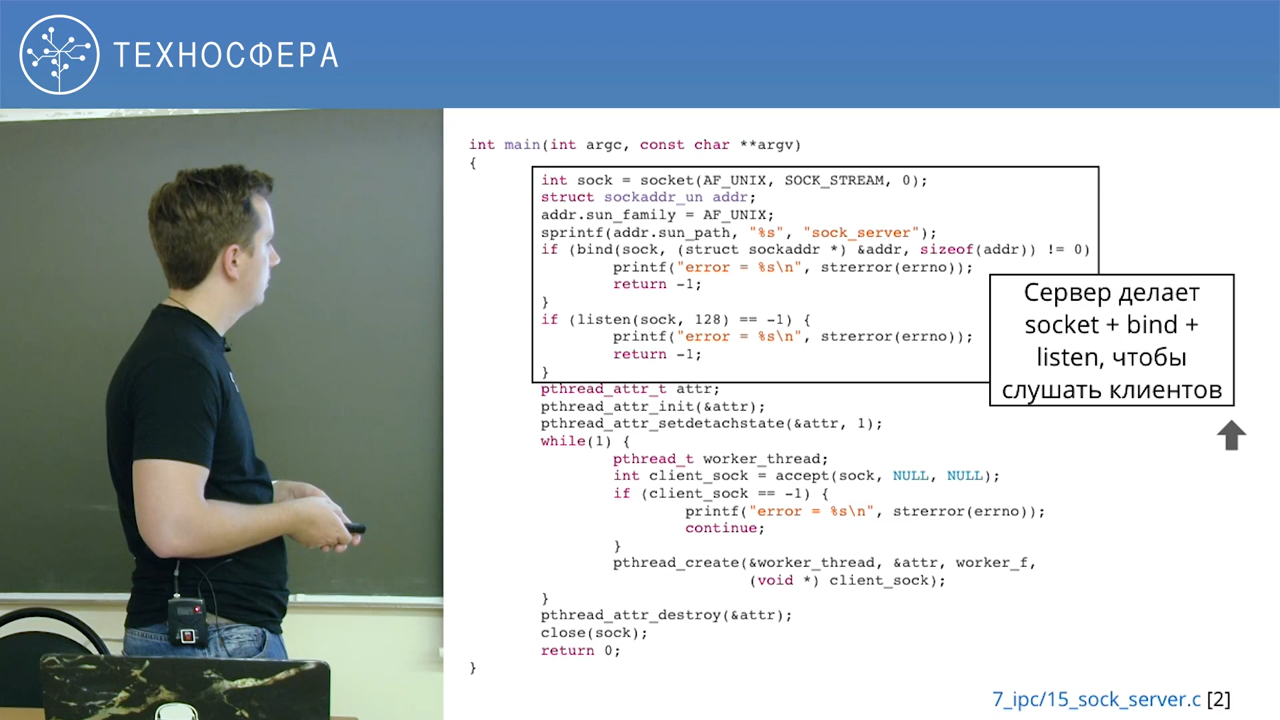 ТЕХНОСФЕРА
int main(int argc, const char **argv)
{
int sock = socket(AF_UNIX, SOCK_STREAM, 0);
struct sockaddr_un addr;
addr.sun_family = AF_UNIX;
sprintf(addr.sun_path, "%s", "sock_server");
if (bind(sock, (struct sockaddr *) &addr, sizeof(addr)) != 0)
printf("error = %s\n", strerror(errno));
return -1;
}
if (listen(sock, 128) == -1) {
printf("error = %s\n", strerror(errno));
return -1;
}
Сервер делает
socket + bind +
listen, чтобы
слушать клиентов
pthread_attr_t attr;
pthread_attr_init(&attr);
pthread_attr_setdetachstate(&attr, 1);
while(1) {
pthread_t worker_thread;
int client_sock = accept(sock, NULL, NULL);
if (client_sock == -1) {
printf("error = %s\n", strerror(errno));
continue;
}
pthread_create(&worker_thread, &attr, worker_f,
(void *) client_sock);
}
pthread_attr_destroy(&attr);
close(sock);
return 0;
}
7_ipc/15_sock_server.c [2]